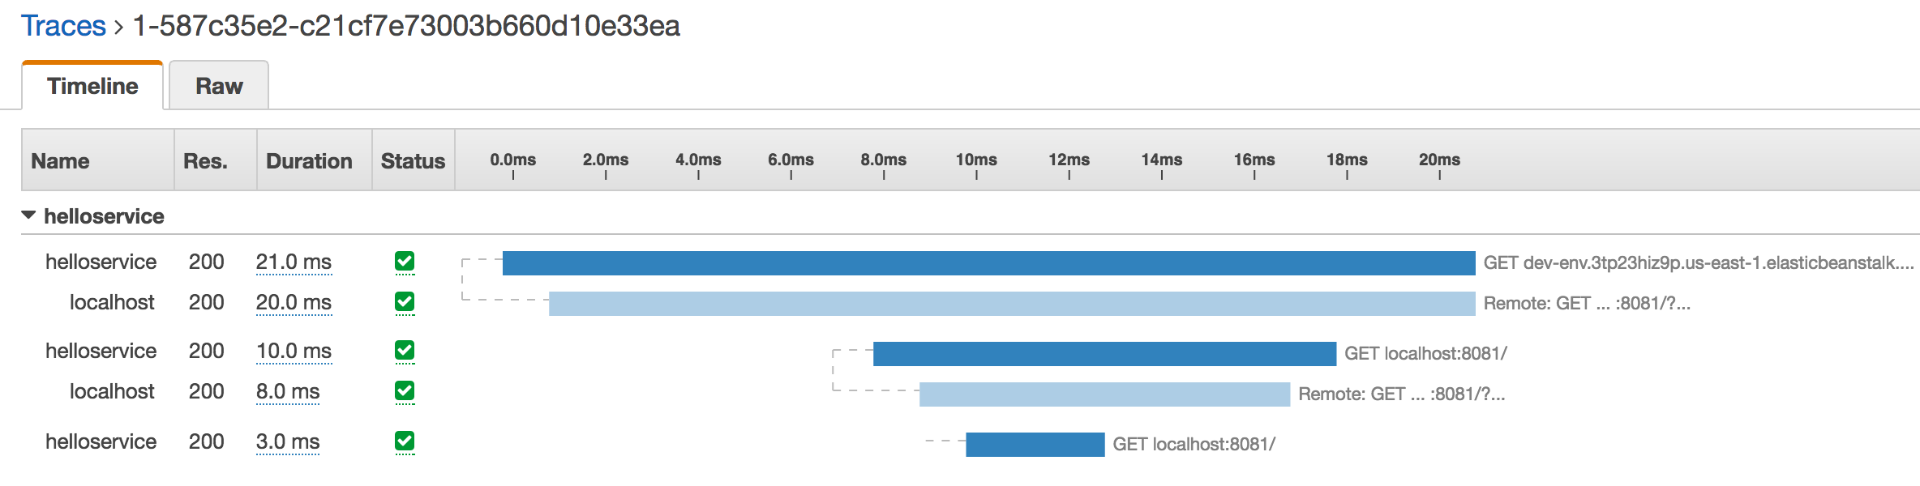 Traces > 1-587c35e2-c21cf7e73003b660d10e33ea
Timeline Raw
Name Res. Duration Status 0.0ms 2.0ms 4.0ms 6.0ms 8.0ms 10ms 12ms 14ms 16ms 18ms 20ms
helloservice
helloservice 200 21.0 ms GET dev-env.3tp23hiz9p.us-east-1.elasticbeanstalk....
localhost 200 20.0 ms Remote: GET ... :8081/?...
helloservice 200 10.0 ms GET localhost:8081/
localhost 200 8.0 ms Remote: GET ... :8081/?...
helloservice 200 3.0 ms GET localhost:8081/